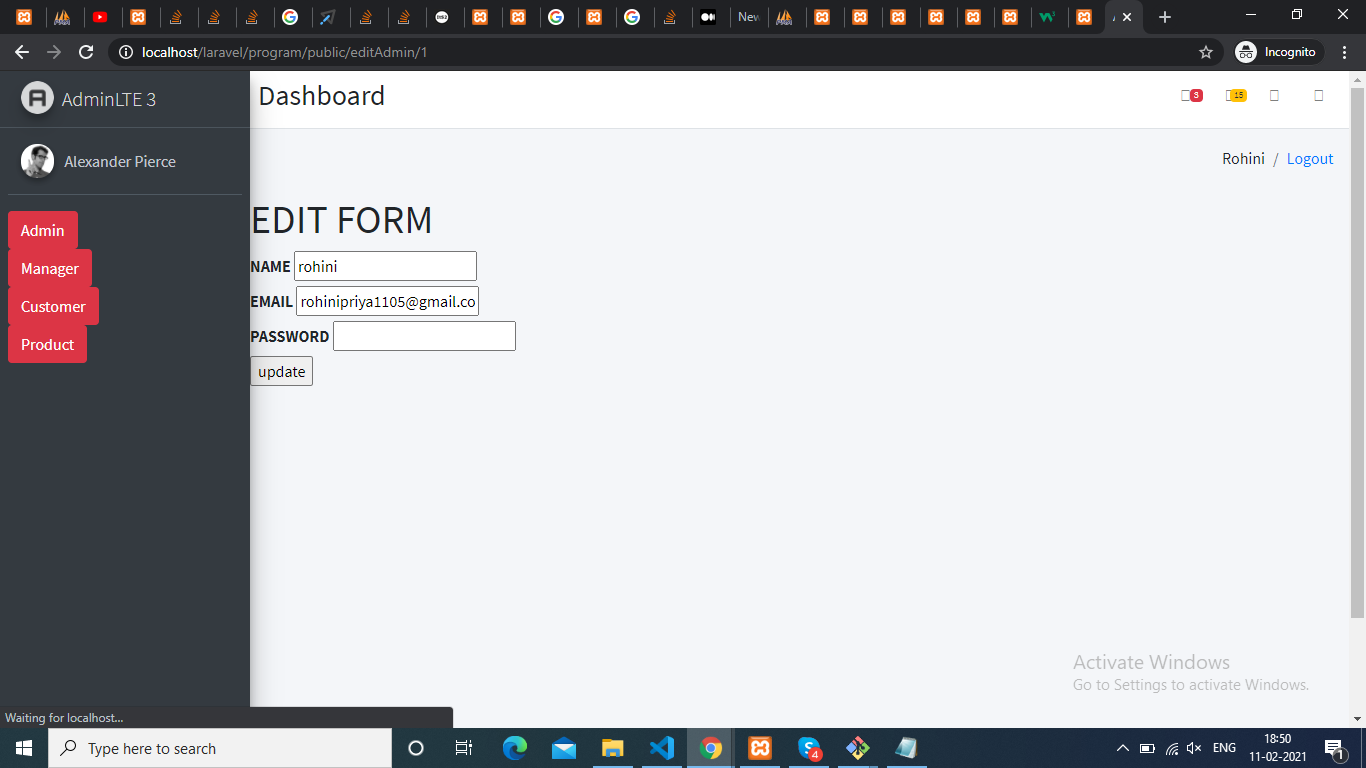 New
localhost/laravel/program/public/editAdmin/1
Incognito
AdminLTE 3
Dashboard
3
15
Alexander Pierce
Rohini / Logout
Admin
Manager
Customer
Product
EDIT FORM
NAME rohini
EMAIL rohinipriya1105@gmail.co
PASSWORD
update
Activate Windows
Go to Settings to activate Windows.
Waiting for localhost...
Type here to search
4
ENG
18:50
11-02-2021
1